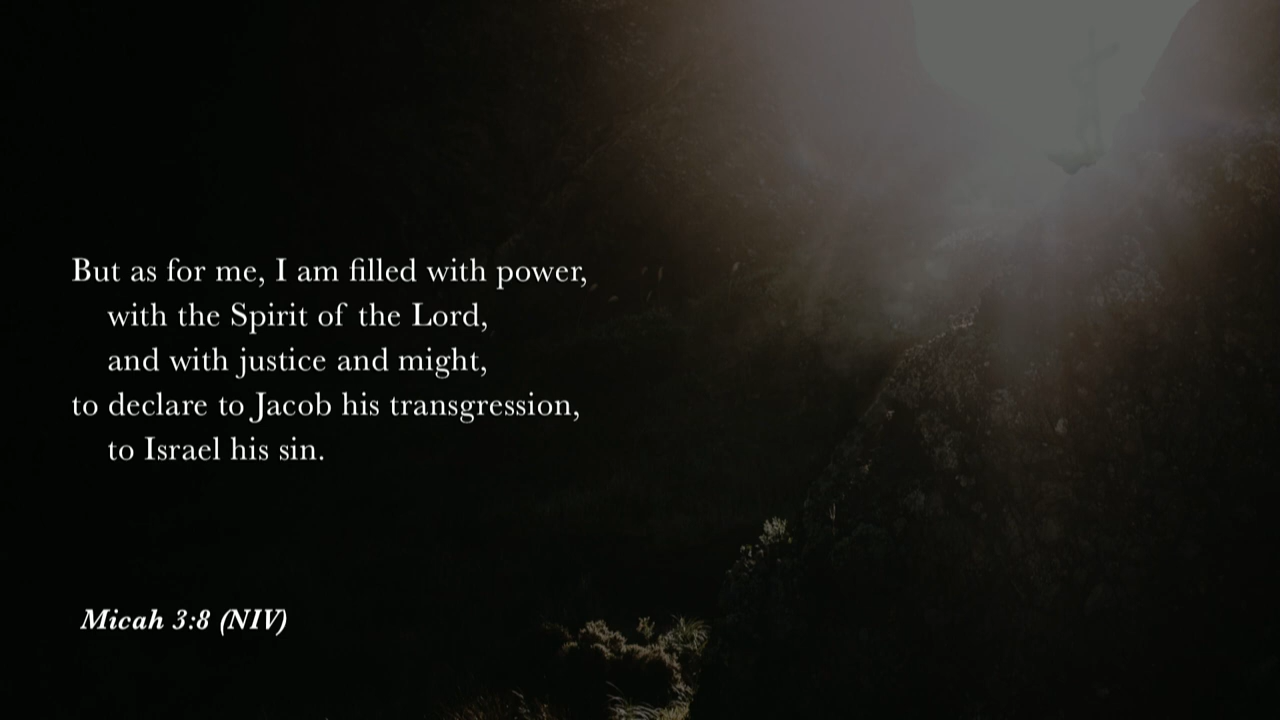 But as for me, I am filled with power,
with the Spirit of the Lord,
and with justice and might,
to declare to Jacob his transgression,
to Israel his sin.
Micah 3:8 (NIV)